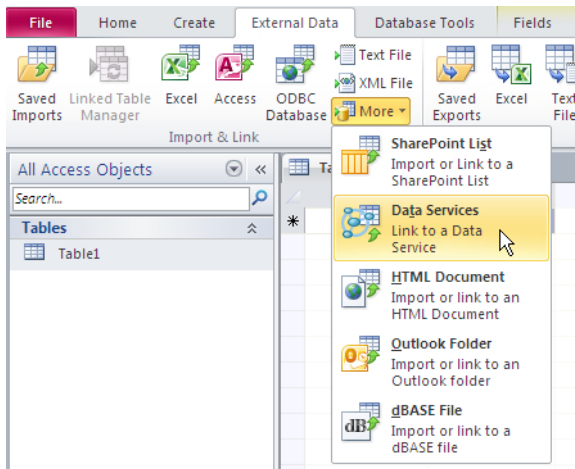 File Home Create External Data Database Tools Fields
Text File
XML File
Saved Imports Linked Table Manager Excel Access ODBC Database More Saved Exports Excel Text File
Import & Link
All Access Objects
Search...
Tables
Table1
SharePoint List
Import or Link to a
SharePoint List
Data Services
Link to a Data
Service
HTML Document
Import or link to an
HTML Document
Outlook Folder
Import or link to an
Outlook folder
dBASE File
Import or link to a
dBASE file